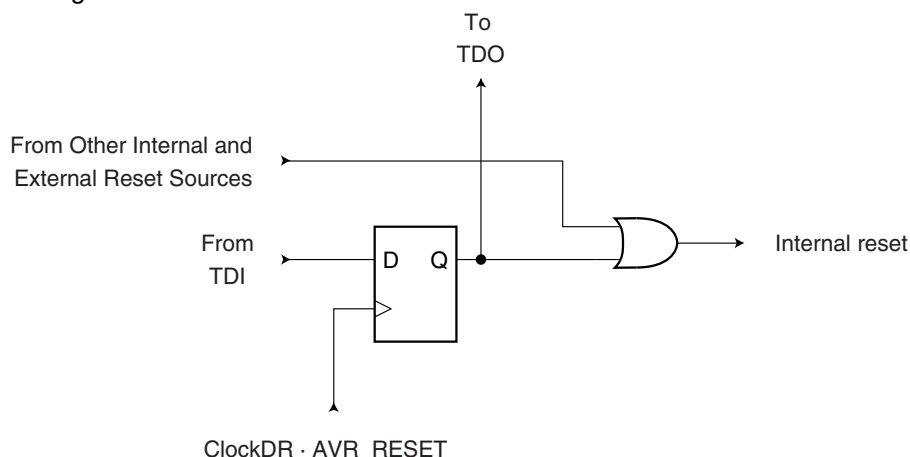 To
TDO
From Other Internal and
External Reset Sources
From
TDI
D Q
Internal reset
ClockDR · AVR_RESET